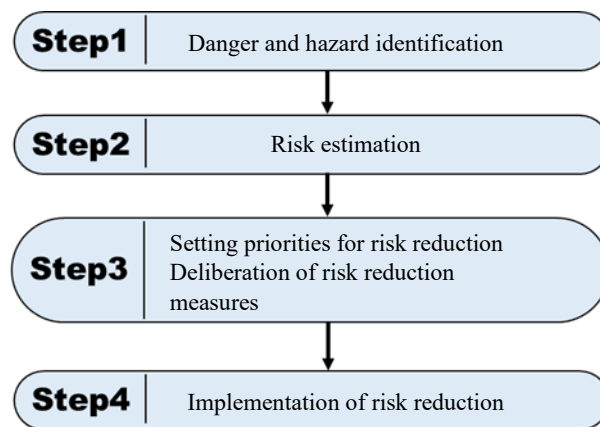 Step1 Danger and hazard identification
Step2 Risk estimation
Step3 Setting priorities for risk reduction
Deliberation of risk reduction
measures
Step4 Implementation of risk reduction